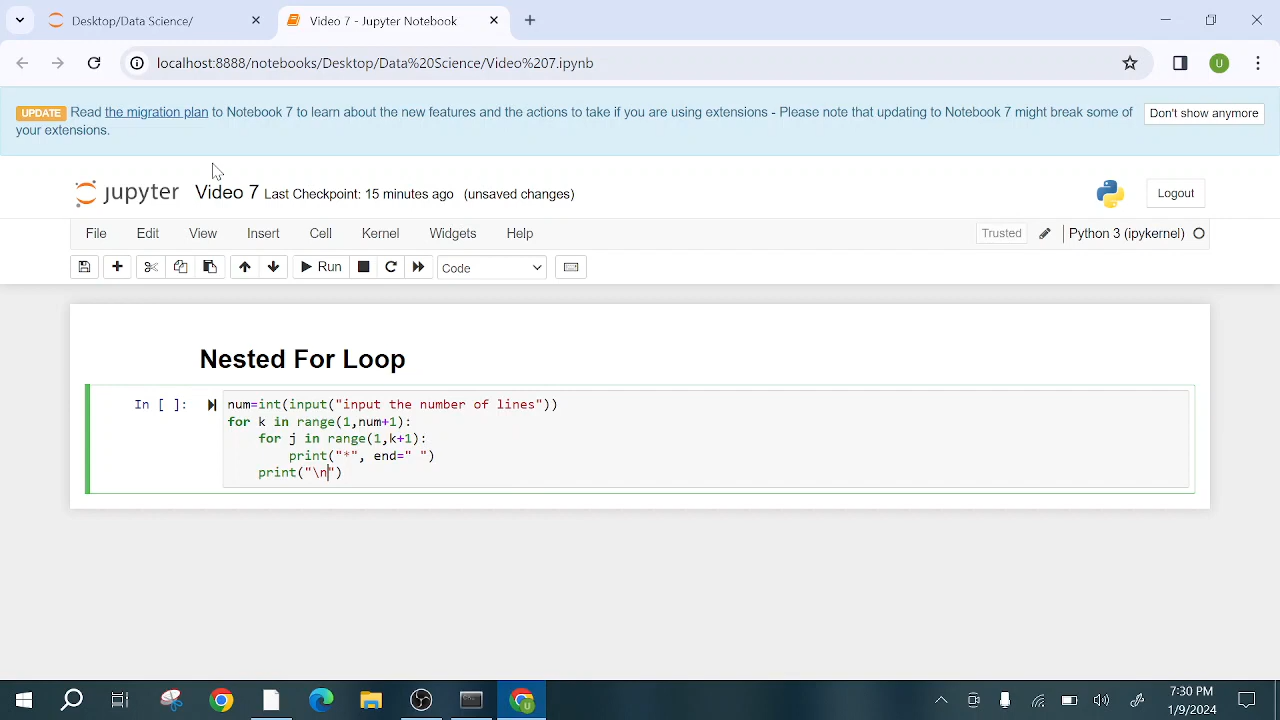 Desktop/Data Science/
Video 7 - Jupyter Notebook
localhost:8888/notebooks/Desktop/Data%20Science/Video%207.ipynb
U
UPDATE Read the migration plan to Notebook 7 to learn about the new features and the actions to take if you are using extensions - Please note that updating to Notebook 7 might break some of
your extensions.
Don't show anymore
jupyter Video 7 Last Checkpoint: 15 minutes ago (unsaved changes)
Logout
File Edit View Insert Cell Kernel Widgets Help
Trusted Python 3 (ipykernel)
Run
Code
Nested For Loop
In [ ]:
num=int(input("input the number of lines"))
for k in range(1,num+1):
    for j in range(1,k+1):
        print("*", end=" ")
    print("\n")
7:30 PM
1/9/2024